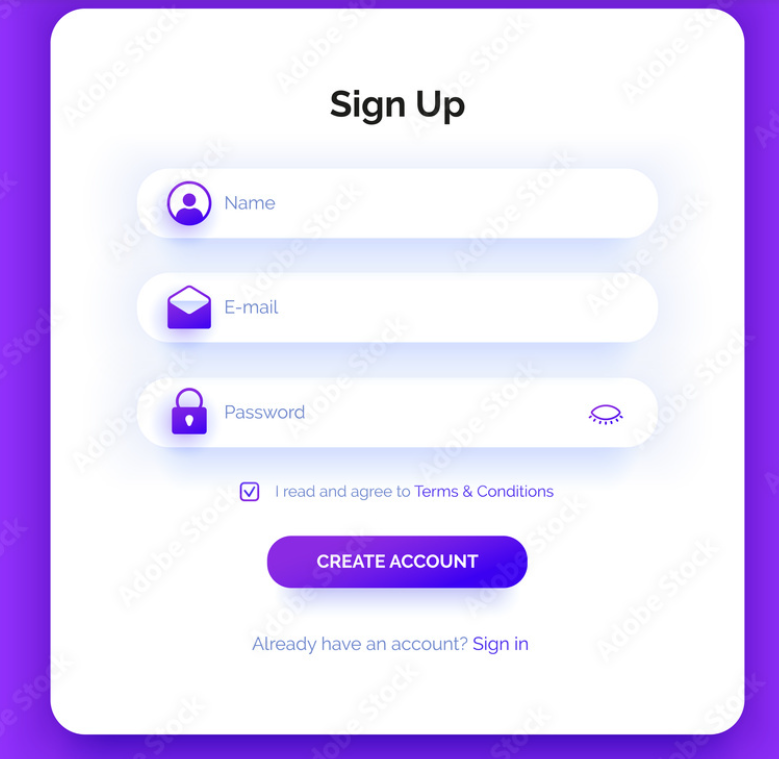 Sign Up
Name
E-mail
Password
I read and agree to Terms & Conditions
CREATE ACCOUNT
Already have an account? Sign in
Adobe Stock